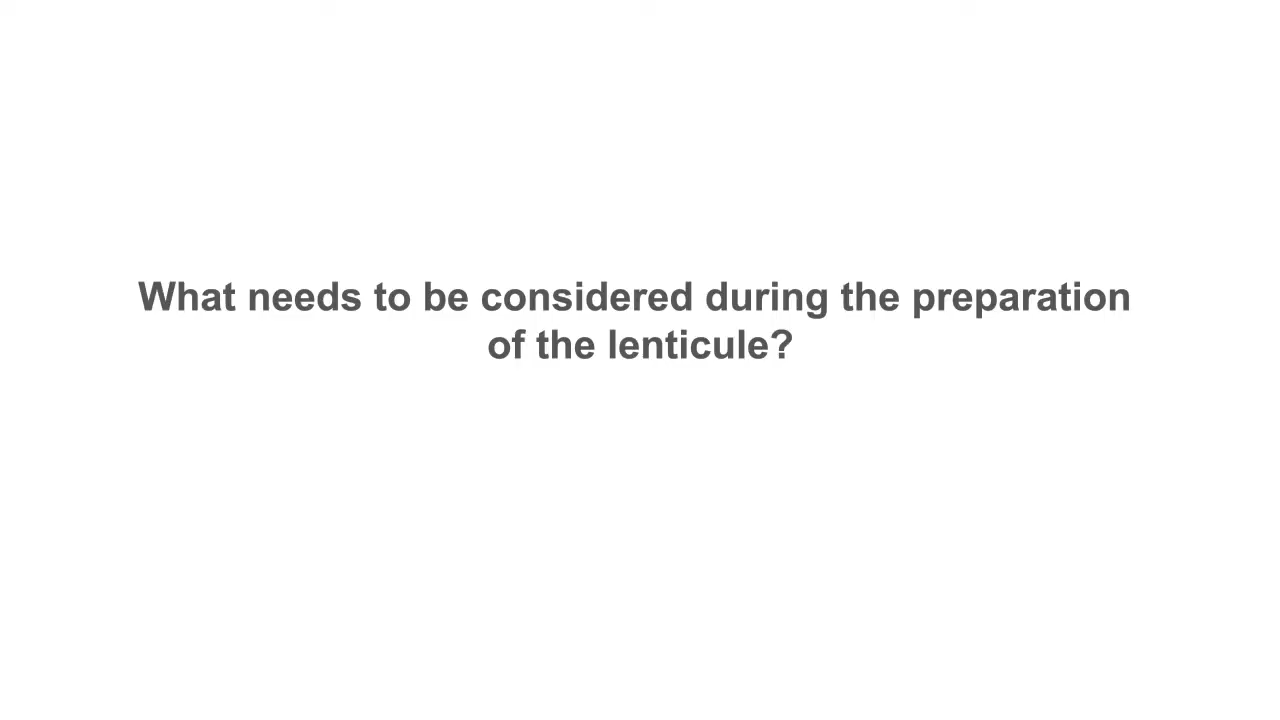 What needs to be considered during the preparation
of the lenticule?